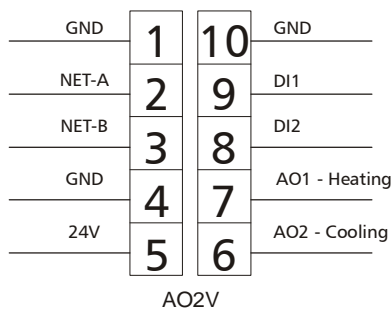 GND 1 10 GND
NET-A 2 9 DI1
NET-B 3 8 DI2
GND 4 7 AO1 - Heating
24V 5 6 AO2 - Cooling
AO2V